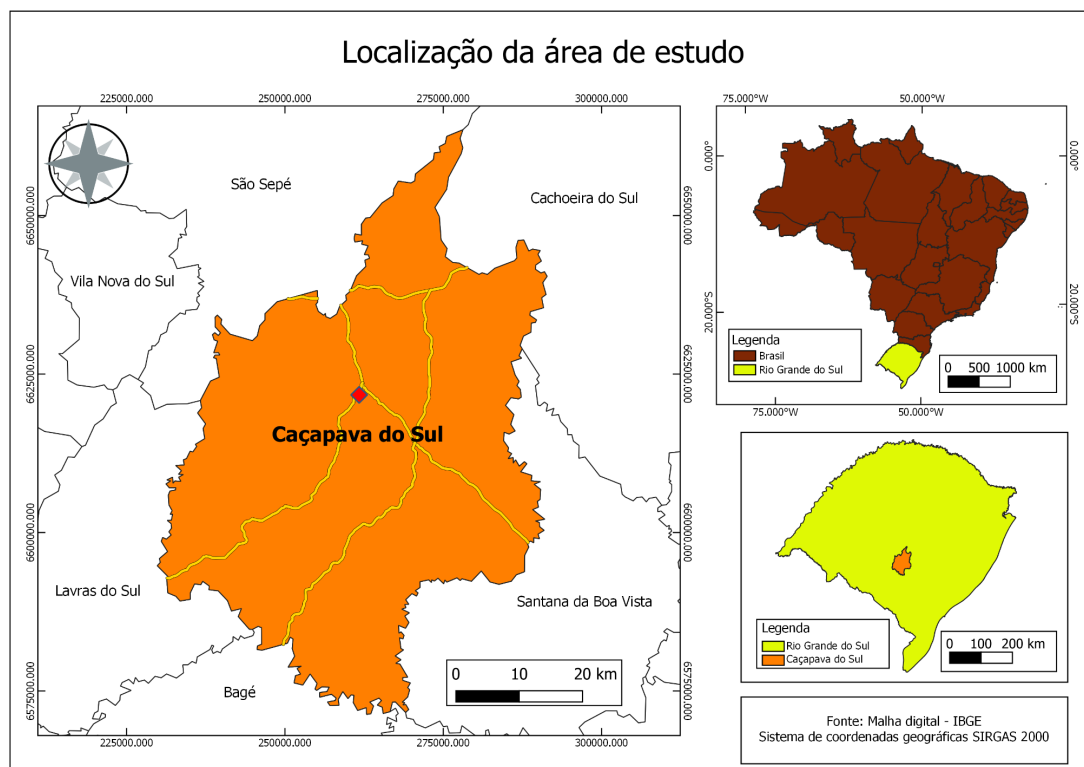 Localização da área de estudo
225000.000
250000.000
275000.000
300000.000
6650000.000
6625000.000
6600000.000
6575000.000
São Sepé
Cachoeira do Sul
Vila Nova do Sul
Caçapava do Sul
Lavras do Sul
Santana da Boa Vista
Bagé
0 10 20 km
6650000.000
6625000.000
6600000.000
6575000.000
225000.000
250000.000
275000.000
300000.000
75.000°W
50.000°W
0.000°
0.000°
20.000°S
20.000°S
Legenda
Brasil
Rio Grande do Sul
0 500 1000 km
75.000°W
50.000°W
Legenda
Rio Grande do Sul
Caçapava do Sul
0 100 200 km
Fonte: Malha digital - IBGE
Sistema de coordenadas geográficas SIRGAS 2000